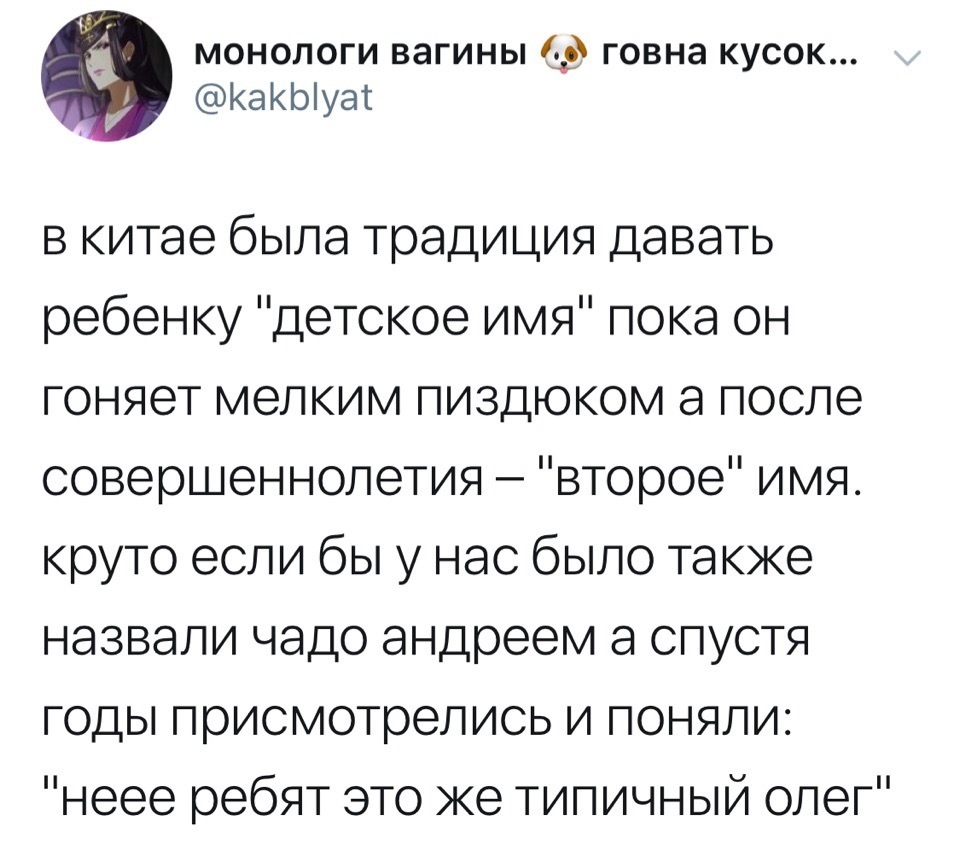 монологи вагины 🐶 говна кусок...
@kakblyat
в китае была традиция давать
ребенку "детское имя" пока он
гоняет мелким пиздюком а после
совершеннолетия – "второе" имя.
круто если бы у нас было также
назвали чадо андреем а спустя
годы присмотрелись и поняли:
"неее ребят это же типичный олег"